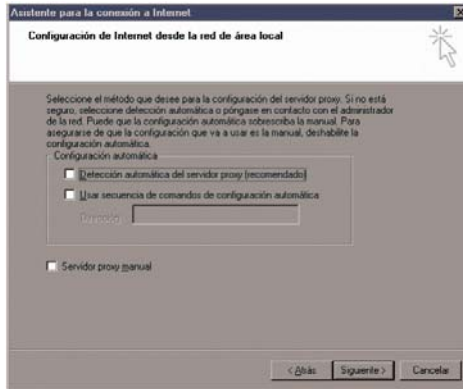 Asistente para la conexión a Internet
Configuración de Internet desde la red de área local
Seleccione el método que desee para la configuración del servidor proxy. Si no está
seguro, seleccione detección automática o póngase en contacto con el administrador
de la red. Puede que la configuración automática sobrescriba la manual. Para
asegurarse de que la configuración que va a usar es la manual, deshabilite la
configuración automática.
Configuración automática
Detección automática del servidor proxy (recomendado)
Usar secuencia de comandos de configuración automática
Dirección:
Servidor proxy manual
< Atrás
Siguiente >
Cancelar